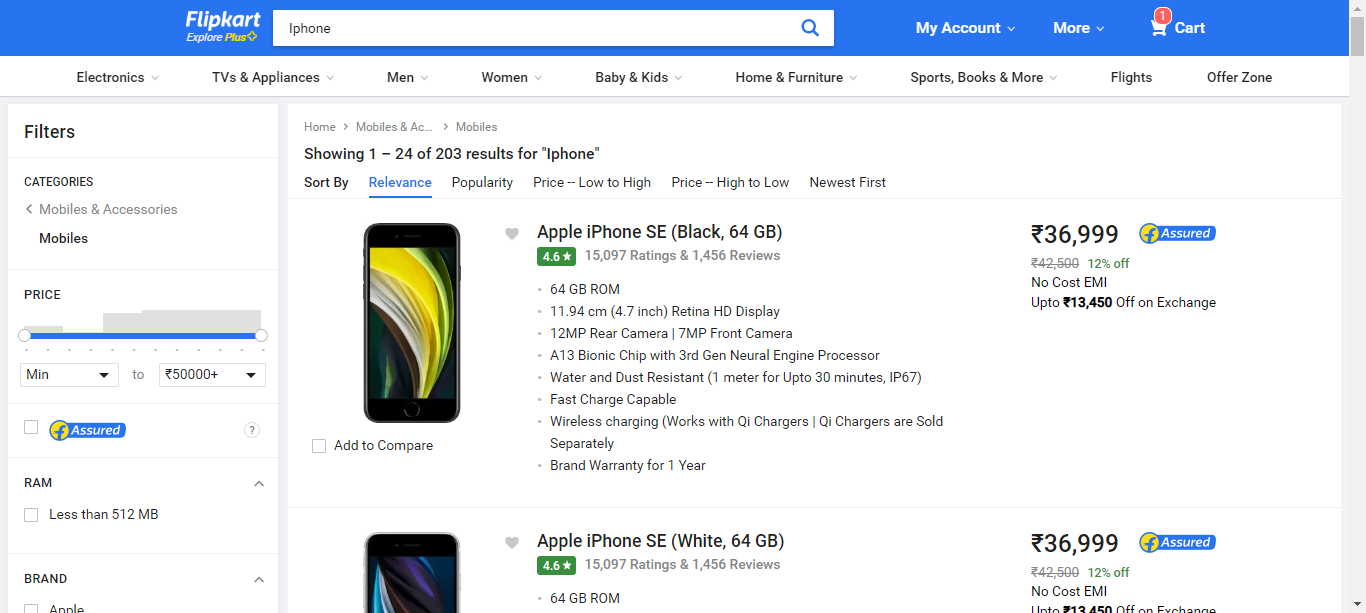 Flipkart
Explore Plus
Iphone
My Account
More
1
Cart
Electronics
TVs & Appliances
Men
Women
Baby & Kids
Home & Furniture
Sports, Books & More
Flights
Offer Zone
Filters
CATEGORIES
Mobiles & Accessories
Mobiles
PRICE
Min
to
₹50000+
Assured
?
RAM
Less than 512 MB
BRAND
Apple
Home
Mobiles & Ac...
Mobiles
Showing 1 – 24 of 203 results for "Iphone"
Sort By
Relevance
Popularity
Price -- Low to High
Price -- High to Low
Newest First
Add to Compare
Apple iPhone SE (Black, 64 GB)
4.6 ★ 15,097 Ratings & 1,456 Reviews
64 GB ROM
11.94 cm (4.7 inch) Retina HD Display
12MP Rear Camera | 7MP Front Camera
A13 Bionic Chip with 3rd Gen Neural Engine Processor
Water and Dust Resistant (1 meter for Upto 30 minutes, IP67)
Fast Charge Capable
Wireless charging (Works with Qi Chargers | Qi Chargers are Sold
Separately
Brand Warranty for 1 Year
₹36,999
Assured
₹42,500 12% off
No Cost EMI
Upto ₹13,450 Off on Exchange
Apple iPhone SE (White, 64 GB)
4.6 ★ 15,097 Ratings & 1,456 Reviews
64 GB ROM
₹36,999
Assured
₹42,500 12% off
No Cost EMI
Upto ₹13,450 Off on Exchange